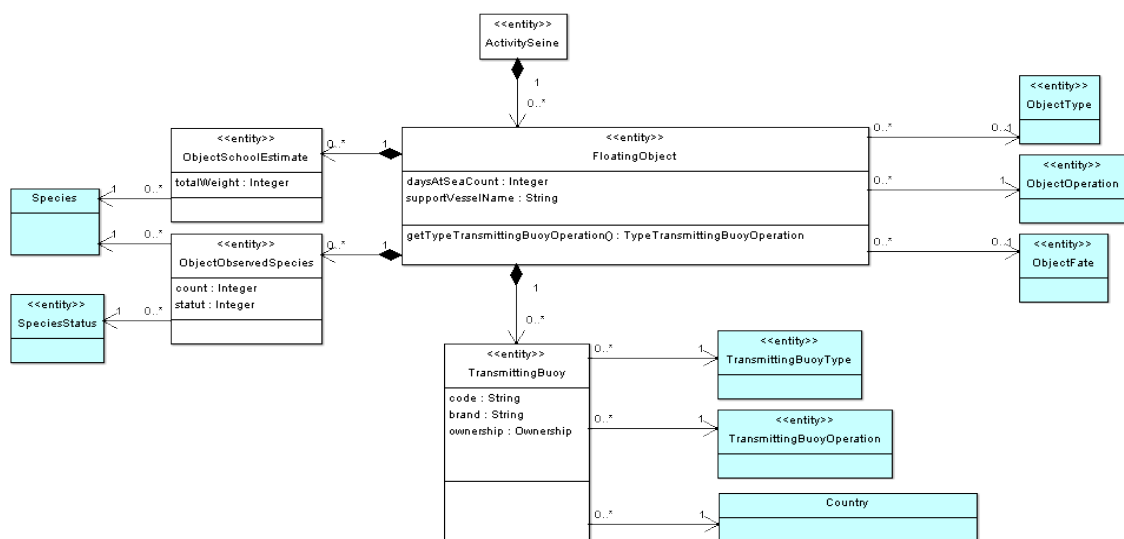 <<entity>>
ActivitySeine
1
0..*
<<entity>>
ObjectType
0..*
0..1
<<entity>>
FloatingObject
daysAtSeaCount : Integer
supportVesselName : String
getTypeTransmittingBuoyOperation() : TypeTransmittingBuoyOperation
<<entity>>
ObjectSchoolEstimate
totalWeight : Integer
0..*
1
0..*
1
<<entity>>
ObjectOperation
Species
1
0..*
0..*
<<entity>>
ObjectObservedSpecies
count : Integer
statut : Integer
0..*
1
0..*
0..1
<<entity>>
ObjectFate
<<entity>>
SpeciesStatus
1
0..*
1
0..*
<<entity>>
TransmittingBuoy
code : String
brand : String
ownership : Ownership
0..*
1
<<entity>>
TransmittingBuoyType
0..*
1
<<entity>>
TransmittingBuoyOperation
0..*
1
Country